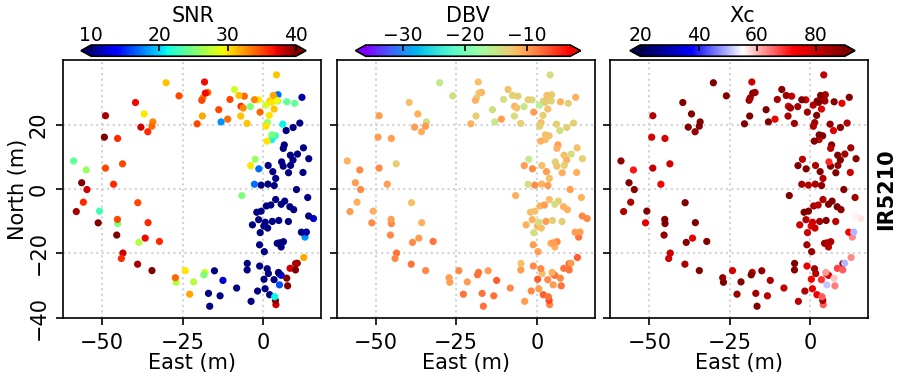 SNR DBV Xc
10 20 30 40 −30 −20 −10 20 40 60 80
North (m)
20
0
−20
−40
IR5210
−50 −25 0 −50 −25 0 −50 −25 0
East (m) East (m) East (m)